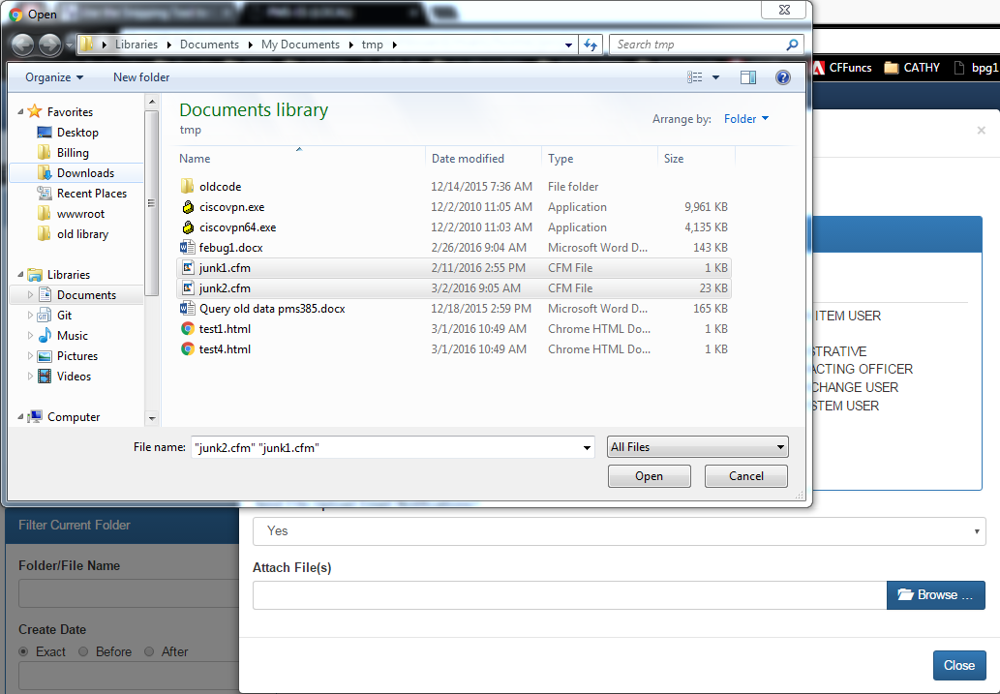 Open
Libraries Documents My Documents tmp
Search tmp
CFFuncs CATHY bpg1
Organize New folder
Favorites
Desktop
Billing
Downloads
Recent Places
wwwroot
old library
Libraries
Documents
Git
Music
Pictures
Videos
Computer
Documents library
tmp
Arrange by: Folder
Name Date modified Type Size
oldcode 12/14/2015 7:36 AM File folder
ciscovpn.exe 12/2/2010 11:05 AM Application 9,961 KB
ciscovpn64.exe 12/2/2010 11:03 AM Application 4,135 KB
febug1.docx 2/26/2016 9:04 AM Microsoft Word D... 143 KB
junk1.cfm 2/11/2016 2:55 PM CFM File 1 KB
junk2.cfm 3/2/2016 9:05 AM CFM File 23 KB
Query old data pms385.docx 12/18/2015 2:59 PM Microsoft Word D... 165 KB
test1.html 3/1/2016 10:49 AM Chrome HTML Do... 1 KB
test4.html 3/1/2016 10:49 AM Chrome HTML Do... 1 KB
File name: "junk2.cfm" "junk1.cfm" All Files
Open Cancel
ITEM USER
STRATIVE
ACTING OFFICER
CHANGE USER
STEM USER
Filter Current Folder
Folder/File Name
Create Date
Exact Before After
Yes
Attach File(s)
Browse ...
Close